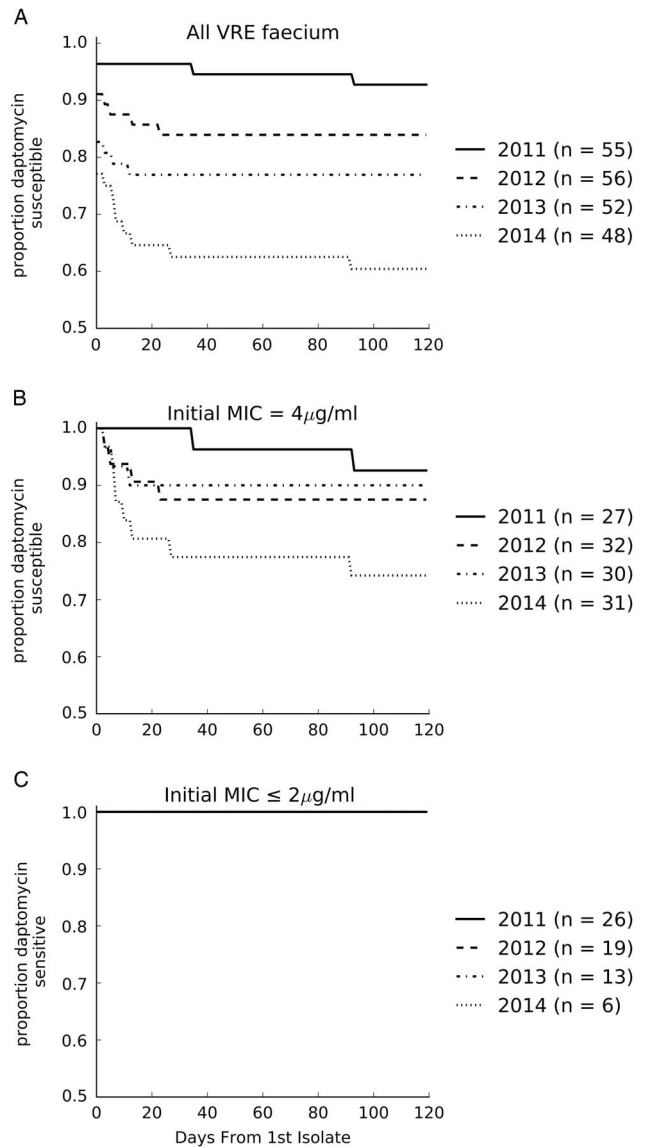 A
All VRE faecium
1.0
0.9
0.8
0.7
0.6
0.5
proportion daptomycin
susceptible
0 20 40 60 80 100 120
2011 (n = 55)
2012 (n = 56)
2013 (n = 52)
2014 (n = 48)
B
Initial MIC = 4μg/ml
1.0
0.9
0.8
0.7
0.6
0.5
proportion daptomycin
susceptible
0 20 40 60 80 100 120
2011 (n = 27)
2012 (n = 32)
2013 (n = 30)
2014 (n = 31)
C
Initial MIC ≤ 2μg/ml
1.0
0.9
0.8
0.7
0.6
0.5
proportion daptomycin
sensitive
0 20 40 60 80 100 120
Days From 1st Isolate
2011 (n = 26)
2012 (n = 19)
2013 (n = 13)
2014 (n = 6)